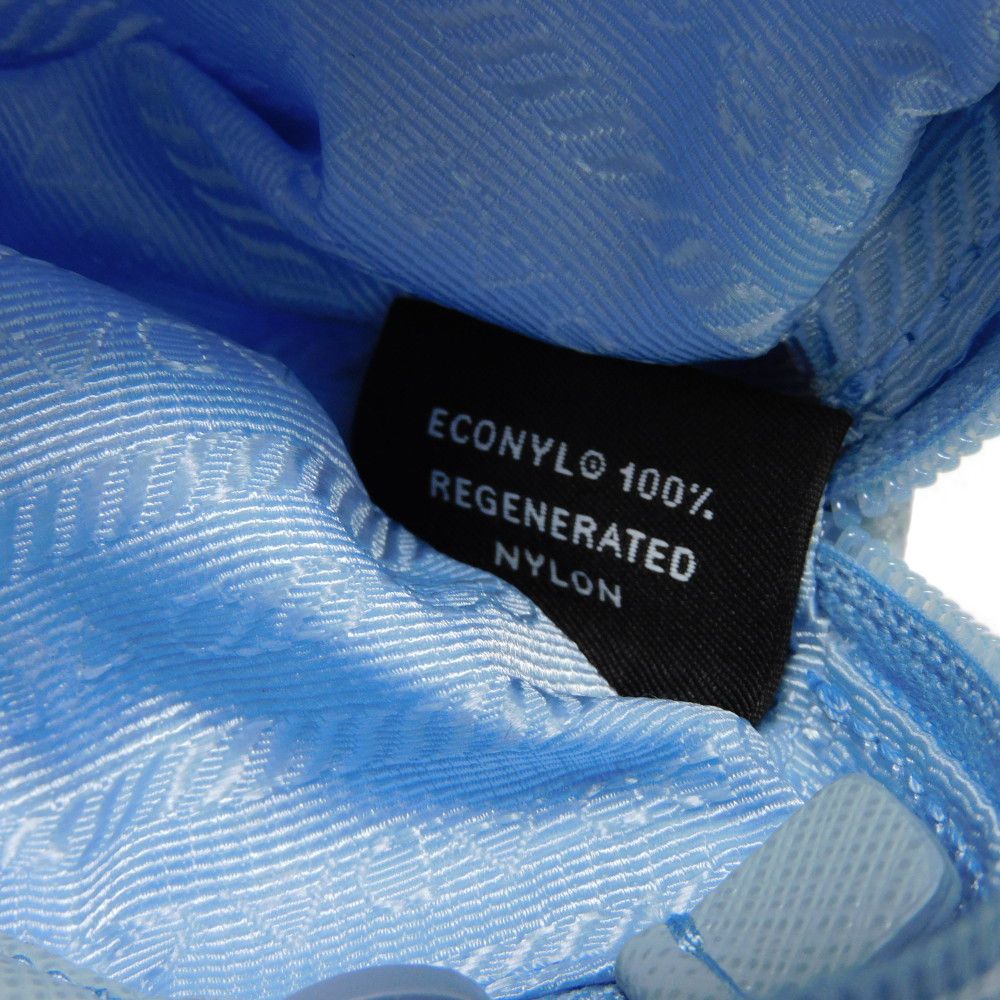 ECONYL® 100%
REGENERATED
NYLON